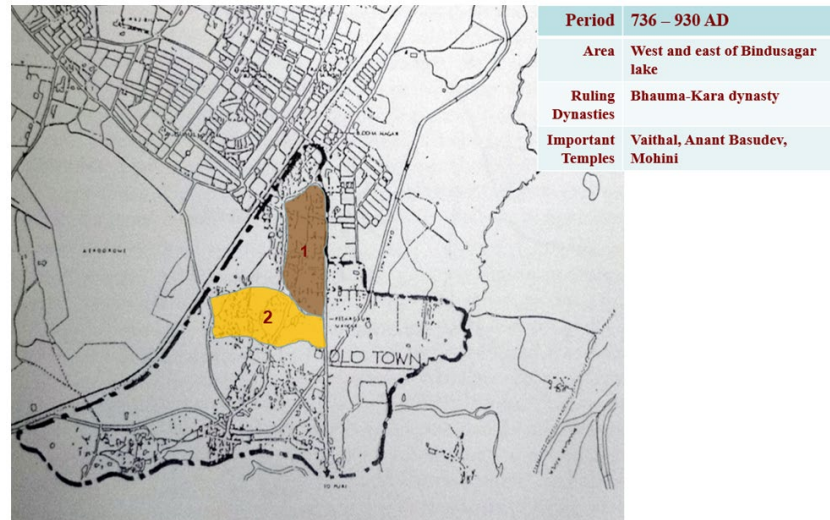 Period 736 – 930 AD
Area West and east of Bindusagar
lake
Ruling Bhauma-Kara dynasty
Dynasties
Important Vaithal, Anant Basudev,
Temples Mohini
1
2
OLD TOWN
TO PURI